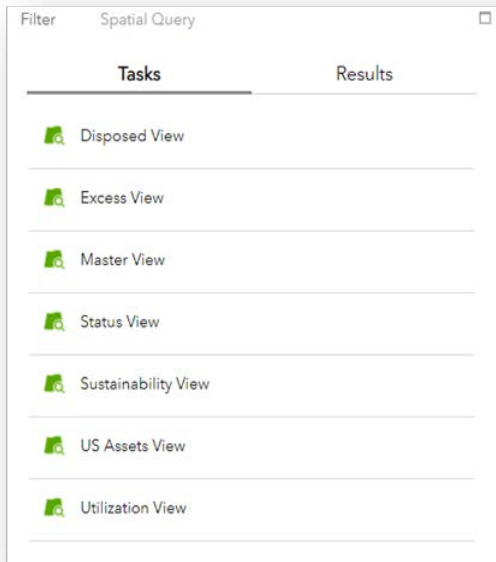 Filter Spatial Query
Tasks Results
Disposed View
Excess View
Master View
Status View
Sustainability View
US Assets View
Utilization View